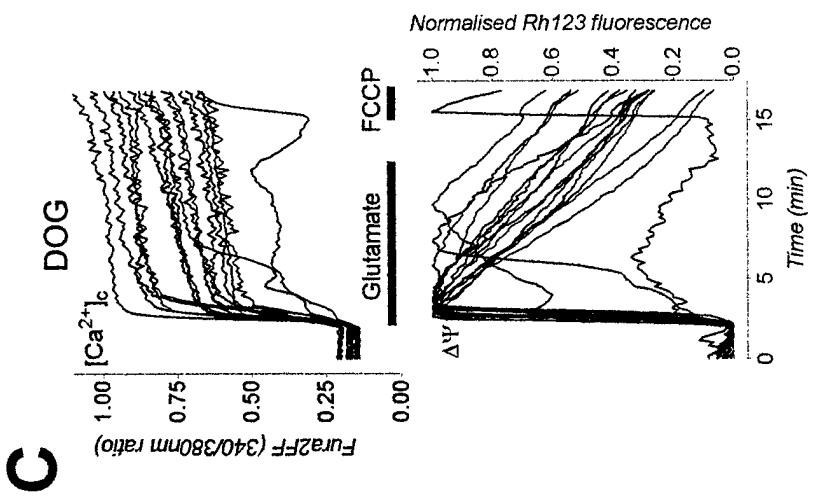 C
DOG
[Ca²⁺]c
1.00
0.75
0.50
0.25
0.00
Fura2FF (340/380nm ratio)
Glutamate
FCCP
ΔΨ
Normalised Rh123 fluorescence
1.0
0.8
0.6
0.4
0.2
0.0
0
5
10
15
Time (min)